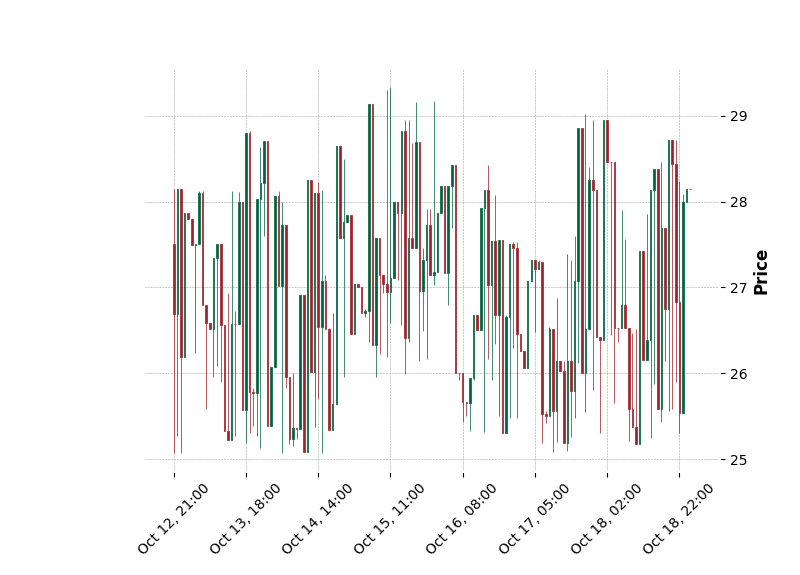 29
28
27
26
25
Price
Oct 12, 21:00
Oct 13, 18:00
Oct 14, 14:00
Oct 15, 11:00
Oct 16, 08:00
Oct 17, 05:00
Oct 18, 02:00
Oct 18, 22:00